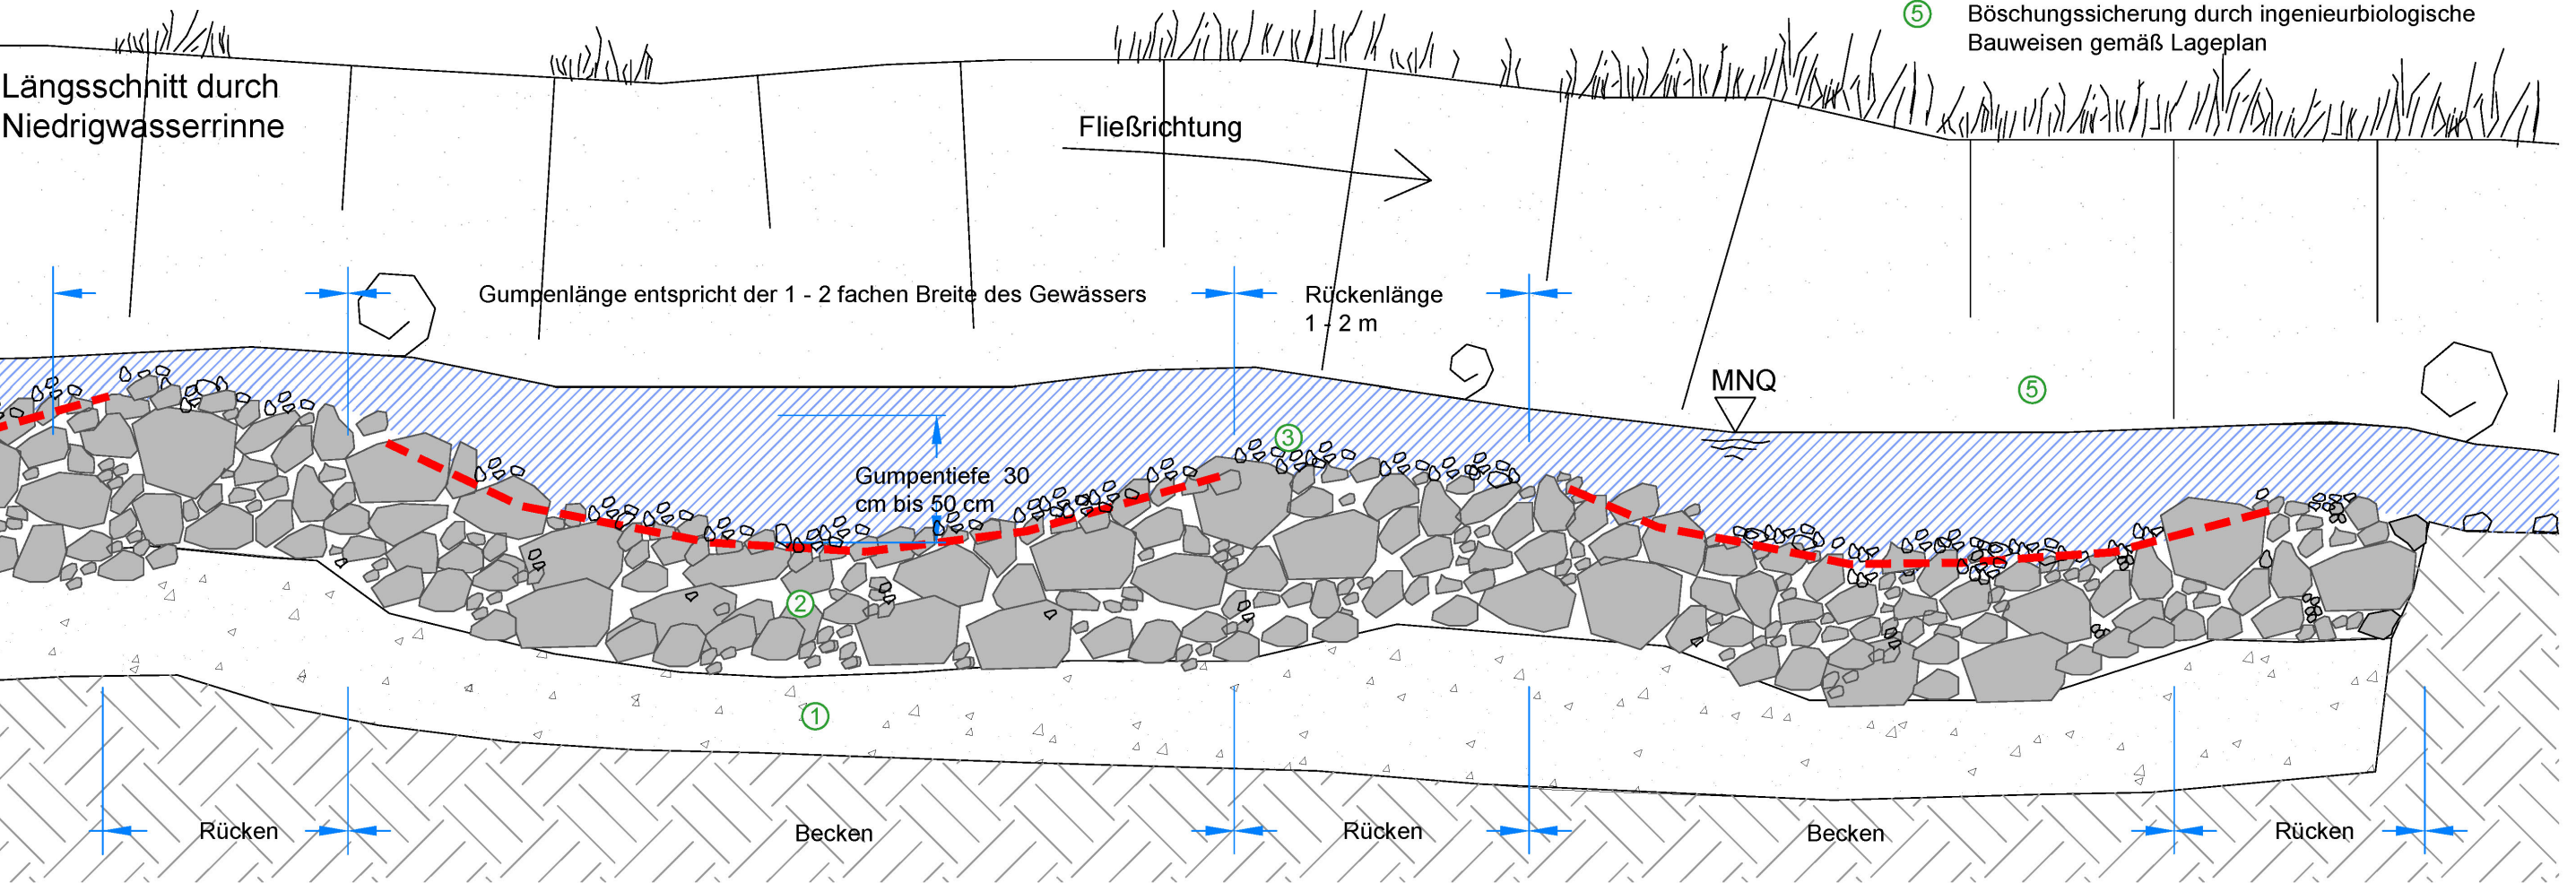 ⑤ Böschungssicherung durch ingenieurbiologische
Bauweisen gemäß Lageplan
Längsschnitt durch
Niedrigwasserrinne
Fließrichtung
Gumpenlänge entspricht der 1 - 2 fachen Breite des Gewässers
Rückenlänge
1 - 2 m
MNQ
⑤
③
Gumpentiefe 30
cm bis 50 cm
②
①
Rücken
Becken
Rücken
Becken
Rücken